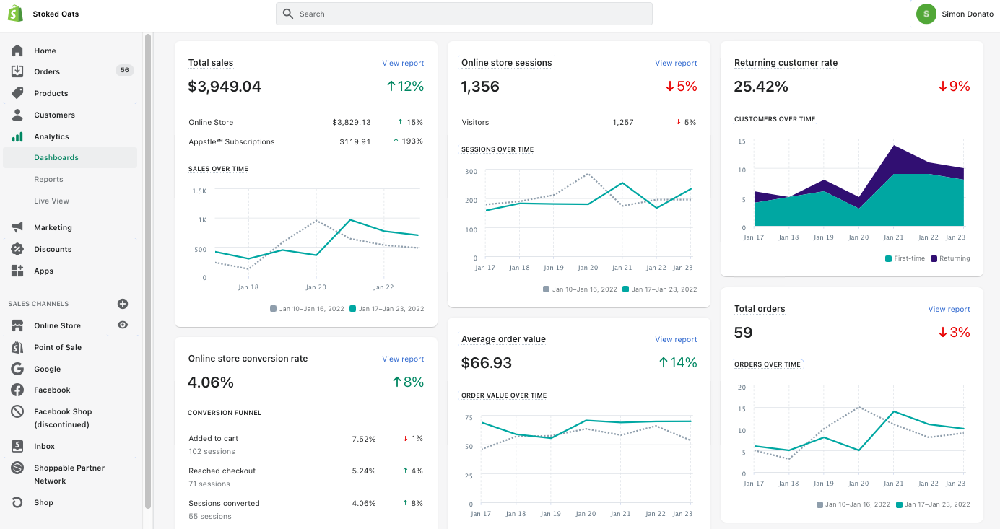 Stoked Oats
Search
S
Simon Donato
Home
Orders
56
Products
Customers
Analytics
Dashboards
Reports
Live View
Marketing
Discounts
Apps
SALES CHANNELS
Online Store
Point of Sale
Google
Facebook
Facebook Shop
(discontinued)
Inbox
Shoppable Partner
Network
Shop
Total sales
View report
$3,949.04
12%
Online Store $3,829.13 15%
Appstle℠ Subscriptions $119.91 193%
SALES OVER TIME
1.5K
1K
500
0
Jan 18 Jan 20 Jan 22
Jan 10–Jan 16, 2022 Jan 17–Jan 23, 2022
Online store conversion rate
View report
4.06%
8%
CONVERSION FUNNEL
Added to cart 7.52% 1%
102 sessions
Reached checkout 5.24% 4%
71 sessions
Sessions converted 4.06% 8%
55 sessions
Online store sessions
View report
1,356
5%
Visitors 1,257 5%
SESSIONS OVER TIME
300
200
100
0
Jan 17 Jan 18 Jan 19 Jan 20 Jan 21 Jan 22 Jan 23
Jan 10–Jan 16, 2022 Jan 17–Jan 23, 2022
Average order value
View report
$66.93
14%
ORDER VALUE OVER TIME
75
50
25
0
Jan 17 Jan 18 Jan 19 Jan 20 Jan 21 Jan 22 Jan 23
Returning customer rate
25.42%
9%
CUSTOMERS OVER TIME
15
10
5
0
Jan 17 Jan 18 Jan 19 Jan 20 Jan 21 Jan 22 Jan 23
First-time Returning
Total orders
View report
59
3%
ORDERS OVER TIME
20
15
10
5
0
Jan 17 Jan 18 Jan 19 Jan 20 Jan 21 Jan 22 Jan 23
Jan 10–Jan 16, 2022 Jan 17–Jan 23, 2022